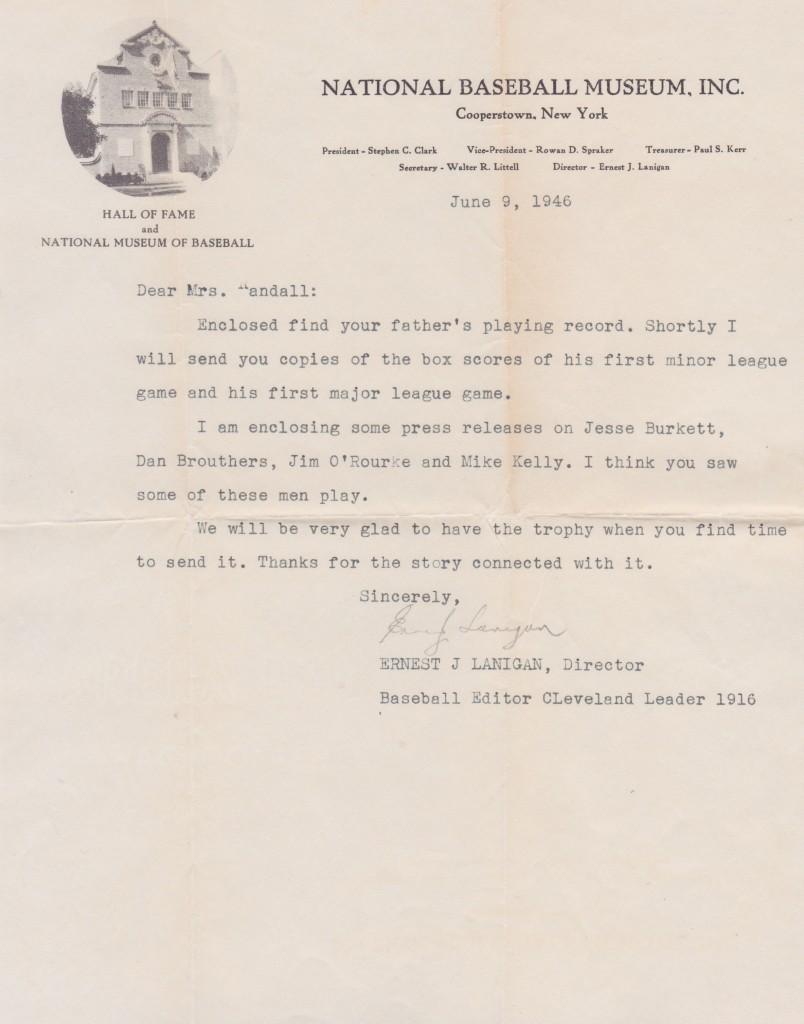 NATIONAL BASEBALL MUSEUM, INC.
Cooperstown, New York
President - Stephen C. Clark Vice-President - Rowan D. Spraker Treasurer - Paul S. Kerr
Secretary - Walter R. Littell Director - Ernest J. Lanigan
HALL OF FAME
and
NATIONAL MUSEUM OF BASEBALL
June 9, 1946
Dear Mrs. andall:
Enclosed find your father's playing record. Shortly I
will send you copies of the box scores of his first minor league
game and his first major league game.
I am enclosing some press releases on Jesse Burkett,
Dan Brouthers, Jim O'Rourke and Mike Kelly. I think you saw
some of these men play.
We will be very glad to have the trophy when you find time
to send it. Thanks for the story connected with it.
Sincerely,
Ernest J Lanigan
ERNEST J LANIGAN, Director
Baseball Editor CLeveland Leader 1916